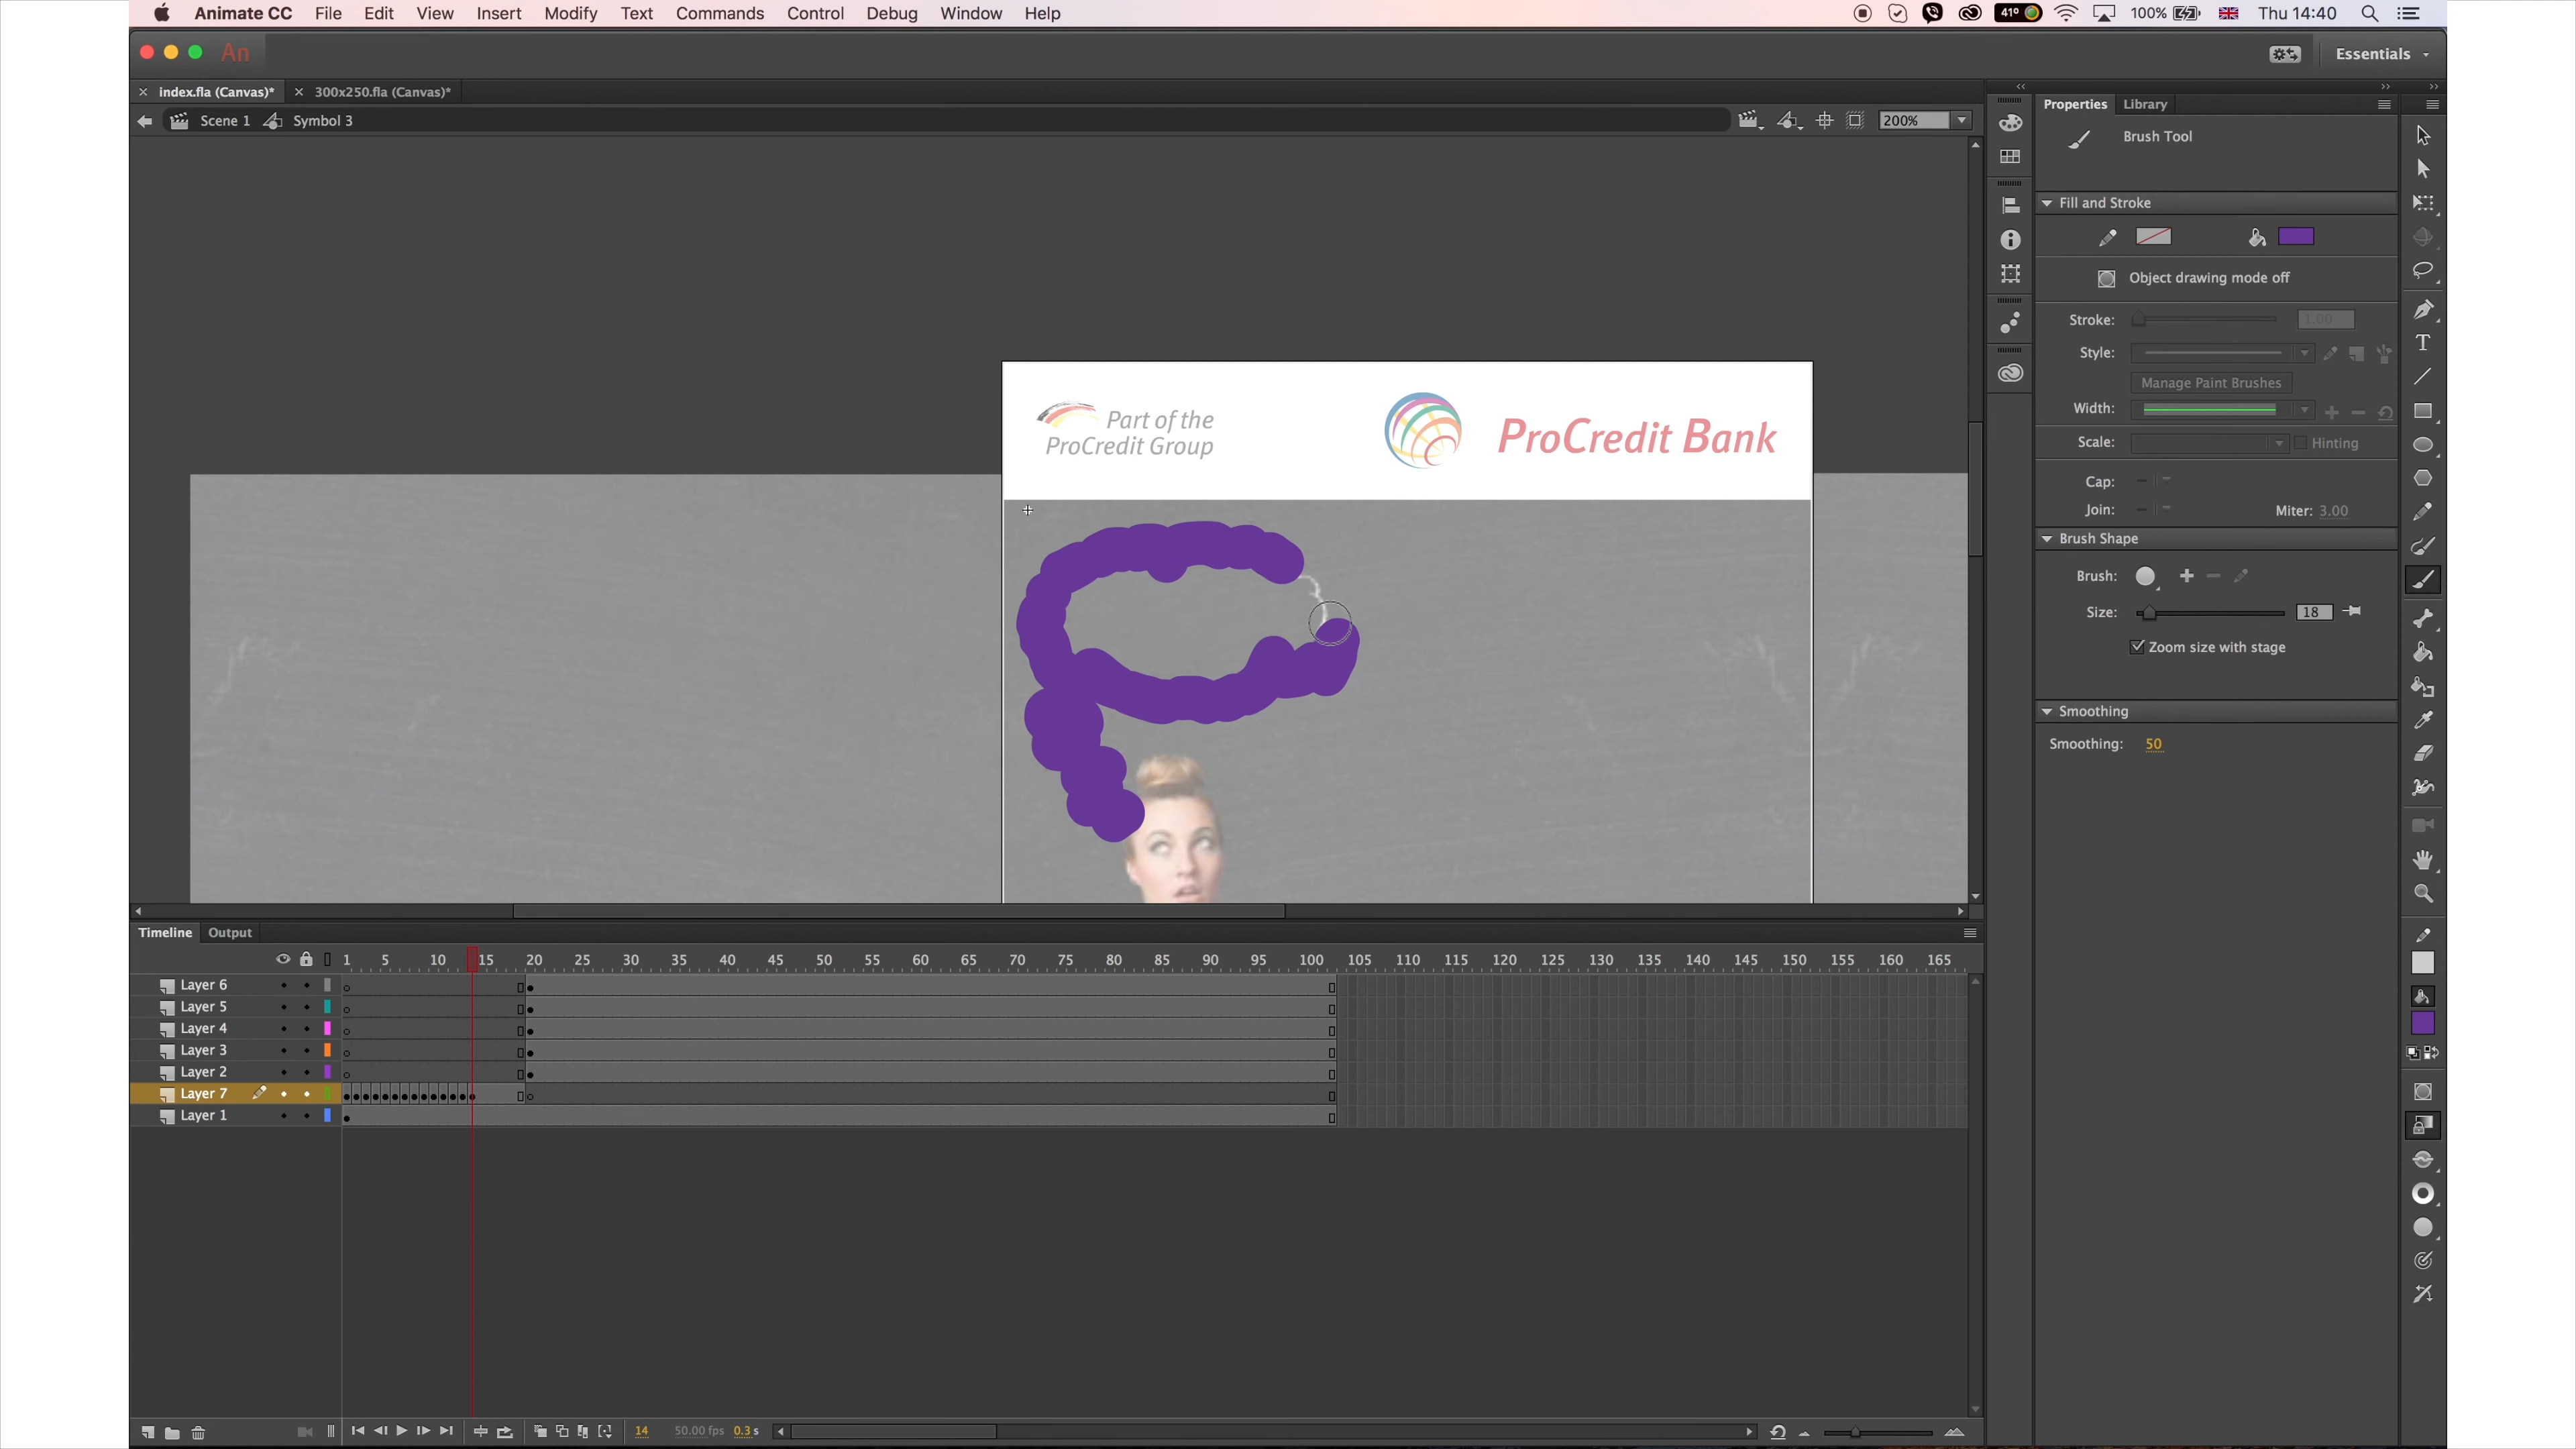 Animate CC File Edit View Insert Modify Text Commands Control Debug Window Help 41° 100% Thu 14:40
An Essentials
index.fla (Canvas)* 300x250.fla (Canvas)*
Scene 1 Symbol 3 200%
Part of the
ProCredit Group
ProCredit Bank
Properties Library
Brush Tool
Fill and Stroke
Object drawing mode off
Stroke: 1.00
Style:
Manage Paint Brushes
Width:
Scale: Hinting
Cap:
Join: Miter: 3.00
Brush Shape
Brush:
Size: 18
Zoom size with stage
Smoothing
Smoothing: 50
Timeline Output
1 5 10 15 20 25 30 35 40 45 50 55 60 65 70 75 80 85 90 95 100 105 110 115 120 125 130 135 140 145 150 155 160 165
Layer 6
Layer 5
Layer 4
Layer 3
Layer 2
Layer 7
Layer 1
14 50.00 fps 0.3 s